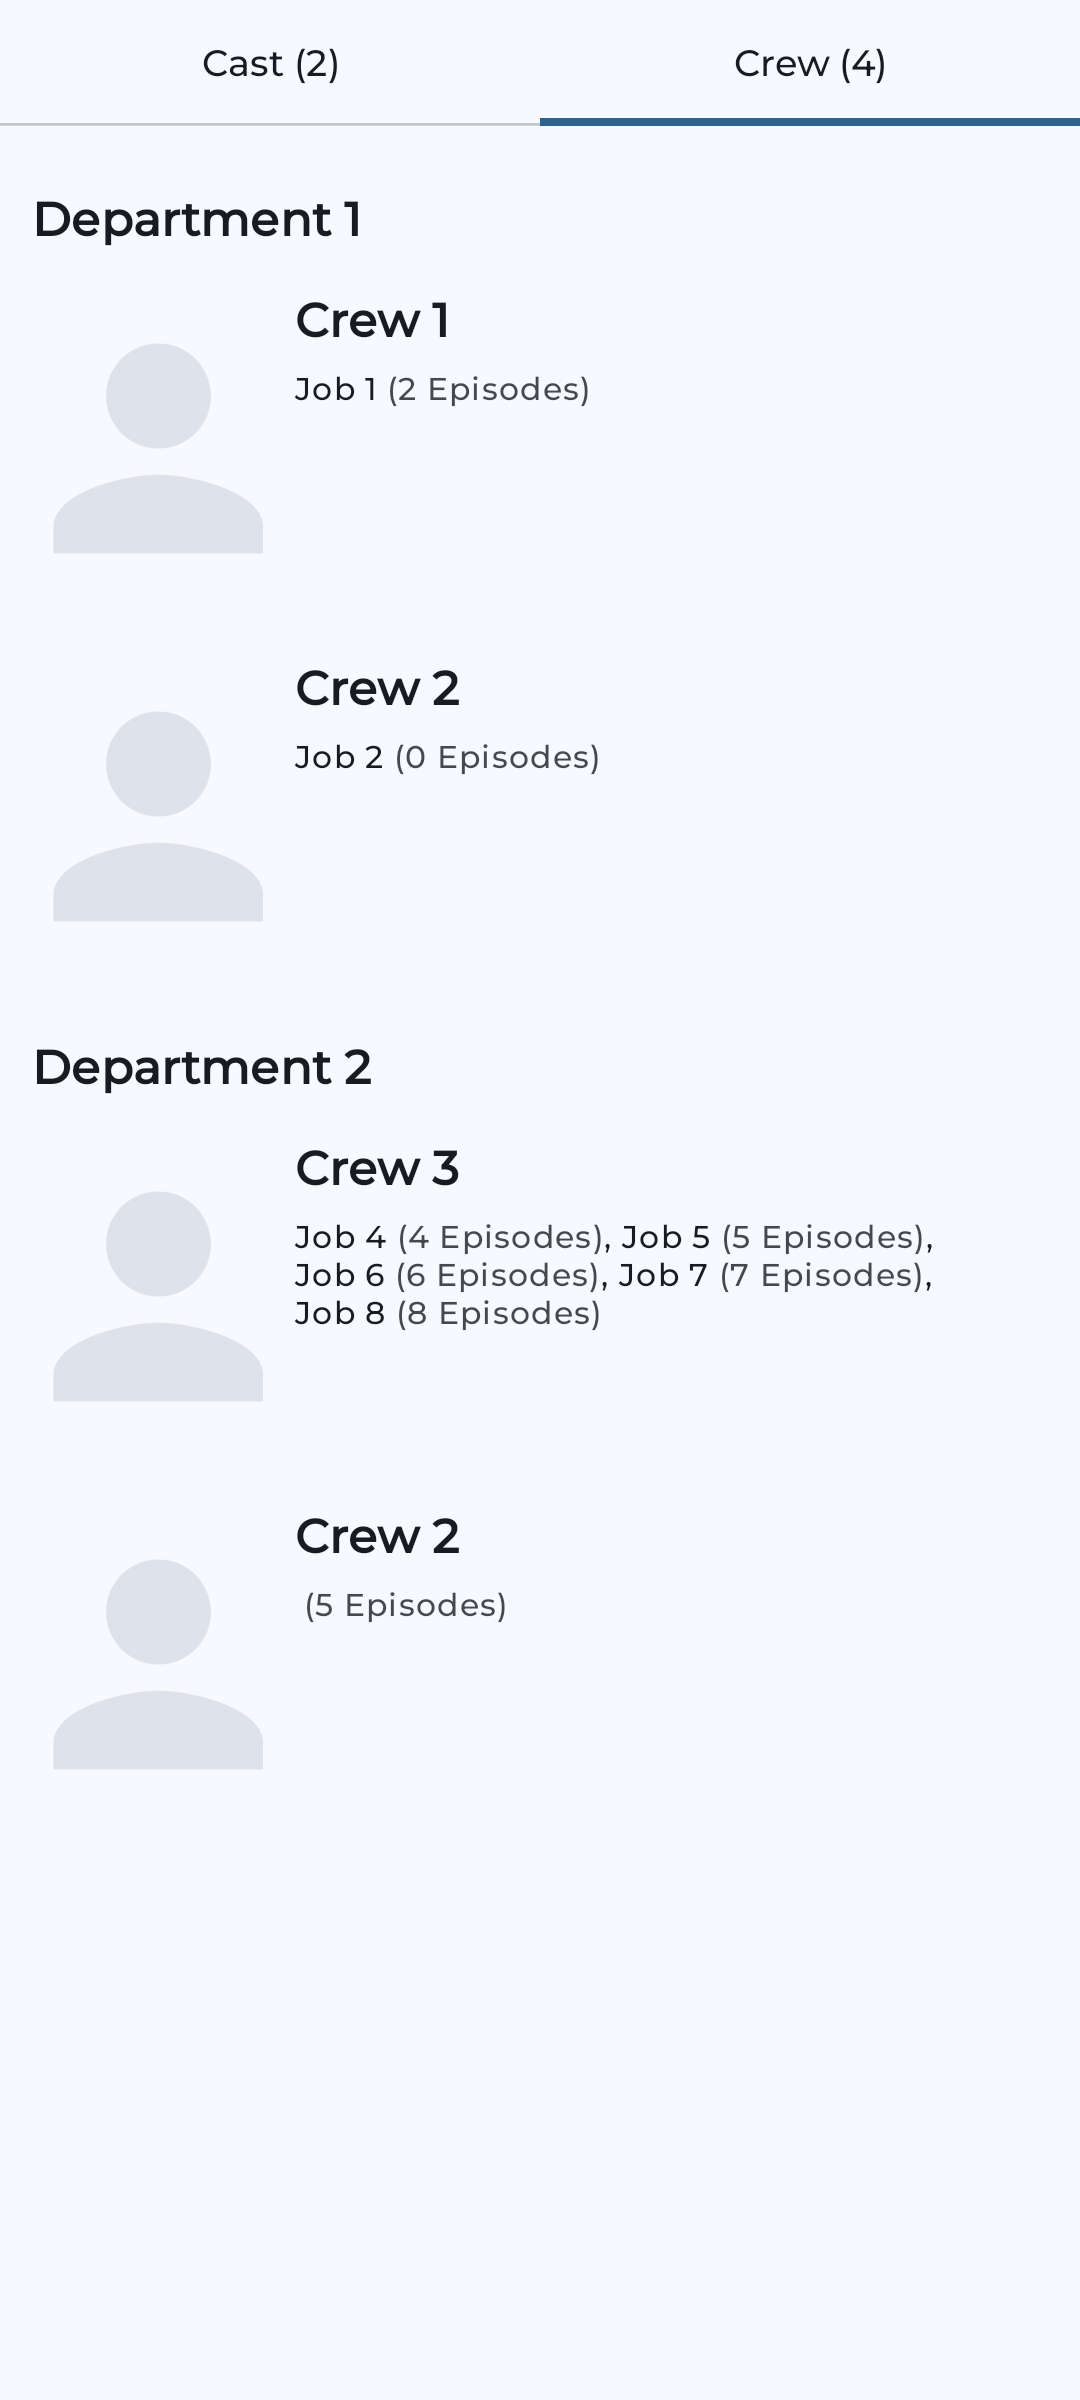 Cast (2)
Crew (4)
Department 1
Crew 1
Job 1 (2 Episodes)
Crew 2
Job 2 (0 Episodes)
Department 2
Crew 3
Job 4 (4 Episodes), Job 5 (5 Episodes),
Job 6 (6 Episodes), Job 7 (7 Episodes),
Job 8 (8 Episodes)
Crew 2
(5 Episodes)